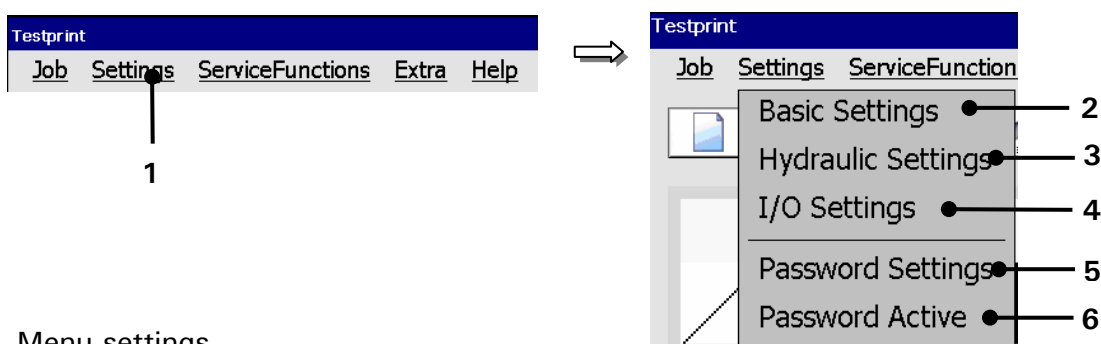 Testprint
Job Settings ServiceFunctions Extra Help
1
Testprint
Job Settings ServiceFunction
Basic Settings 2
Hydraulic Settings 3
I/O Settings 4
Password Settings 5
Password Active 6
Menu settings